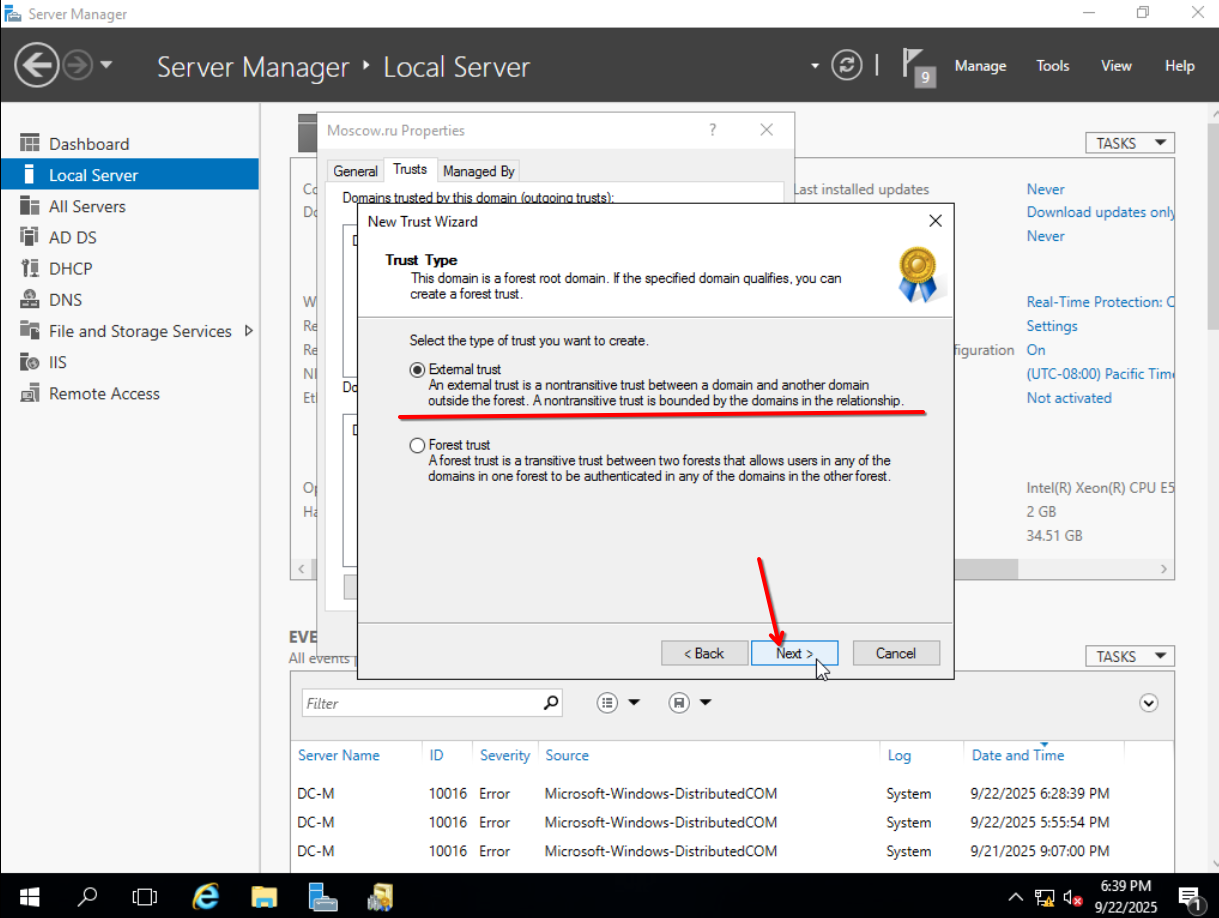 Server Manager
Server Manager ‣ Local Server
9
Manage
Tools
View
Help
Dashboard
Local Server
All Servers
AD DS
DHCP
DNS
File and Storage Services
IIS
Remote Access
Moscow.ru Properties
?
General
Trusts
Managed By
Domains trusted by this domain (outgoing trusts):
TASKS
Last installed updates
Never
Download updates only
Never
Real-Time Protection: C
Settings
figuration
On
(UTC-08:00) Pacific Time
Not activated
Intel(R) Xeon(R) CPU E5
2 GB
34.51 GB
New Trust Wizard
Trust Type
This domain is a forest root domain. If the specified domain qualifies, you can
create a forest trust.
Select the type of trust you want to create.
External trust
An external trust is a nontransitive trust between a domain and another domain
outside the forest. A nontransitive trust is bounded by the domains in the relationship.
Forest trust
A forest trust is a transitive trust between two forests that allows users in any of the
domains in one forest to be authenticated in any of the domains in the other forest.
< Back
Next >
Cancel
EVE
All events |
TASKS
Filter
Server Name ID Severity Source Log Date and Time
DC-M 10016 Error Microsoft-Windows-DistributedCOM System 9/22/2025 6:28:39 PM
DC-M 10016 Error Microsoft-Windows-DistributedCOM System 9/22/2025 5:55:54 PM
DC-M 10016 Error Microsoft-Windows-DistributedCOM System 9/21/2025 9:07:00 PM
6:39 PM
9/22/2025
1